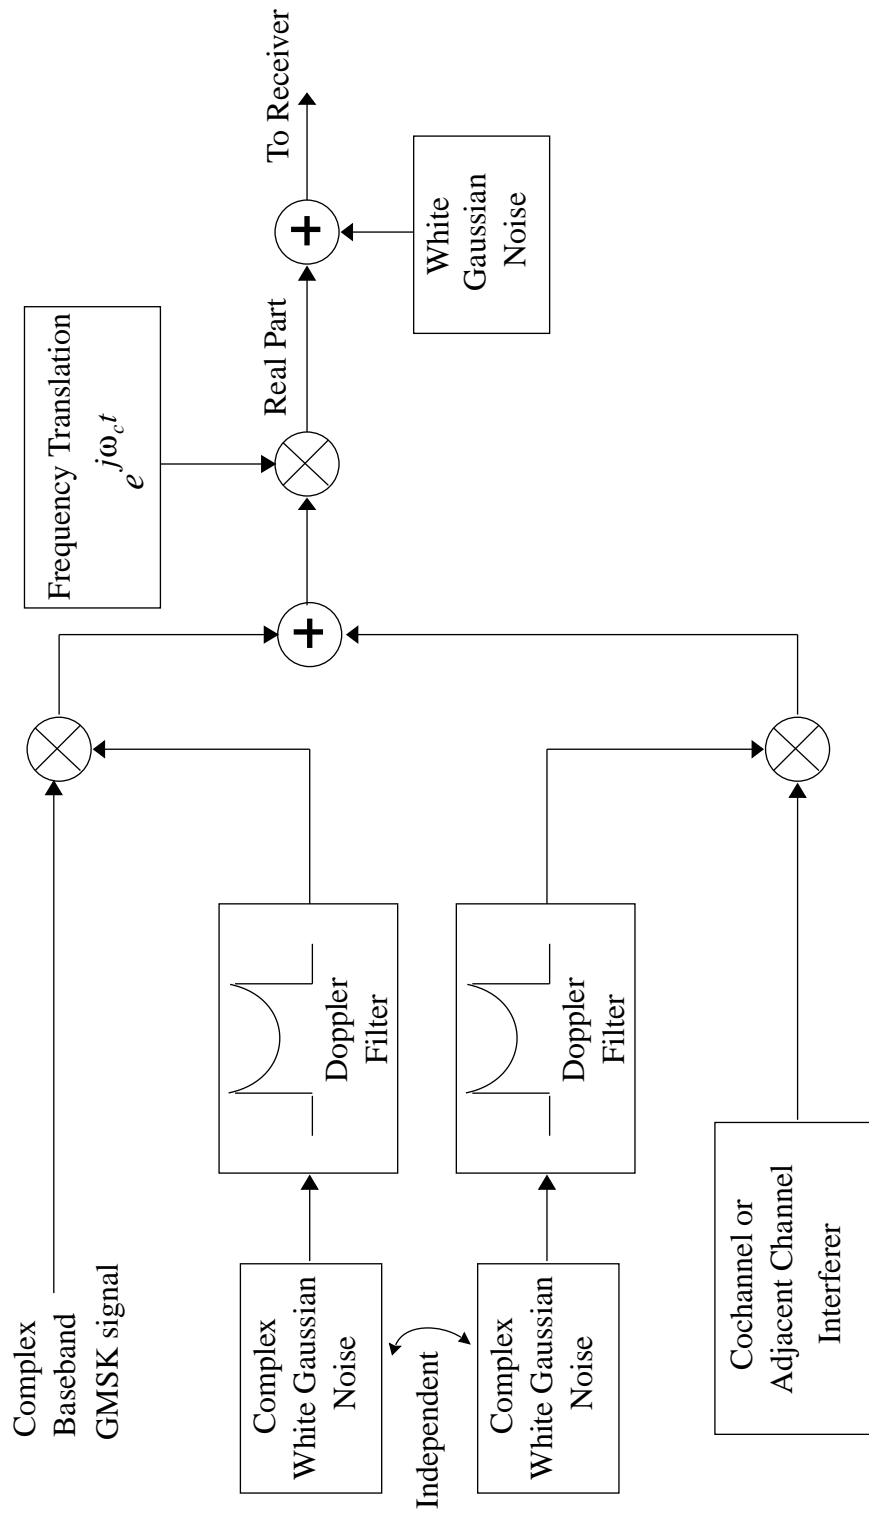 Complex
Baseband
GMSK signal
Complex
White Gaussian
Noise
Independent
Complex
White Gaussian
Noise
Doppler
Filter
Doppler
Filter
Cochannel or
Adjacent Channel
Interferer
+
Frequency Translation
e^{jω_c t}
Real Part
+
To Receiver
White
Gaussian
Noise